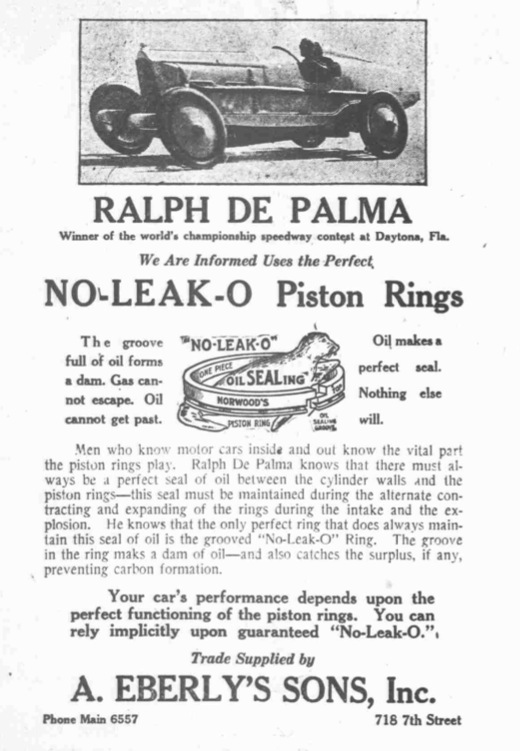 RALPH DE PALMA
Winner of the world's championship speedway contest at Daytona, Fla.
We Are Informed Uses the Perfect
NO-LEAK-O Piston Rings
The groove
full of oil forms
a dam. Gas can-
not escape. Oil
cannot get past.
"NO-LEAK-O"
ONE PIECE
OIL SEALING
NORWOOD'S
TOP
PISTON RING
OIL
SEALING
GROOVE
Oil makes a
perfect seal.
Nothing else
will.
Men who know motor cars inside and out know the vital part
the piston rings play. Ralph De Palma knows that there must al-
ways be a perfect seal of oil between the cylinder walls and the
piston rings—this seal must be maintained during the alternate con-
tracting and expanding of the rings during the intake and the ex-
plosion. He knows that the only perfect ring that does always main-
tain this seal of oil is the grooved "No-Leak-O" Ring. The groove
in the ring maks a dam of oil—and also catches the surplus, if any,
preventing carbon formation.
Your car's performance depends upon the
perfect functioning of the piston rings. You can
rely implicitly upon guaranteed "No-Leak-O."
Trade Supplied by
A. EBERLY'S SONS, Inc.
Phone Main 6557 718 7th Street